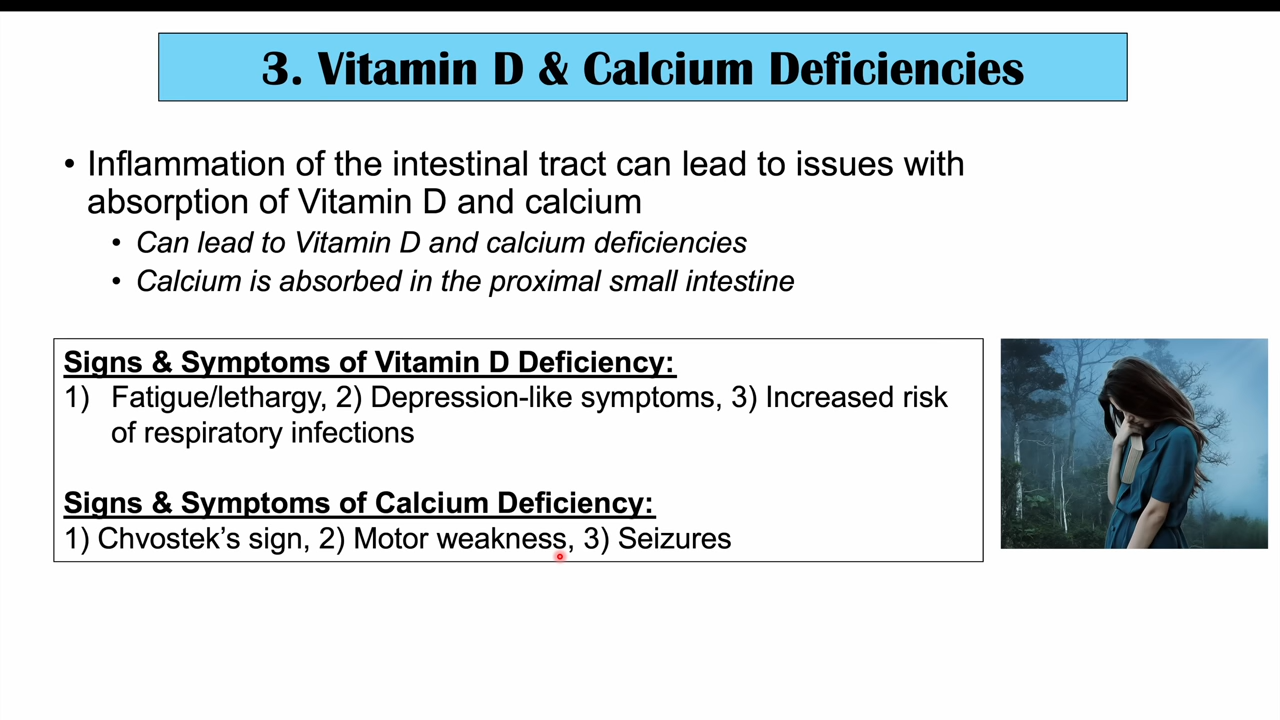 3. Vitamin D & Calcium Deficiencies
• Inflammation of the intestinal tract can lead to issues with
absorption of Vitamin D and calcium
• Can lead to Vitamin D and calcium deficiencies
• Calcium is absorbed in the proximal small intestine
Signs & Symptoms of Vitamin D Deficiency:
1) Fatigue/lethargy, 2) Depression-like symptoms, 3) Increased risk
of respiratory infections
Signs & Symptoms of Calcium Deficiency:
1) Chvostek’s sign, 2) Motor weakness, 3) Seizures